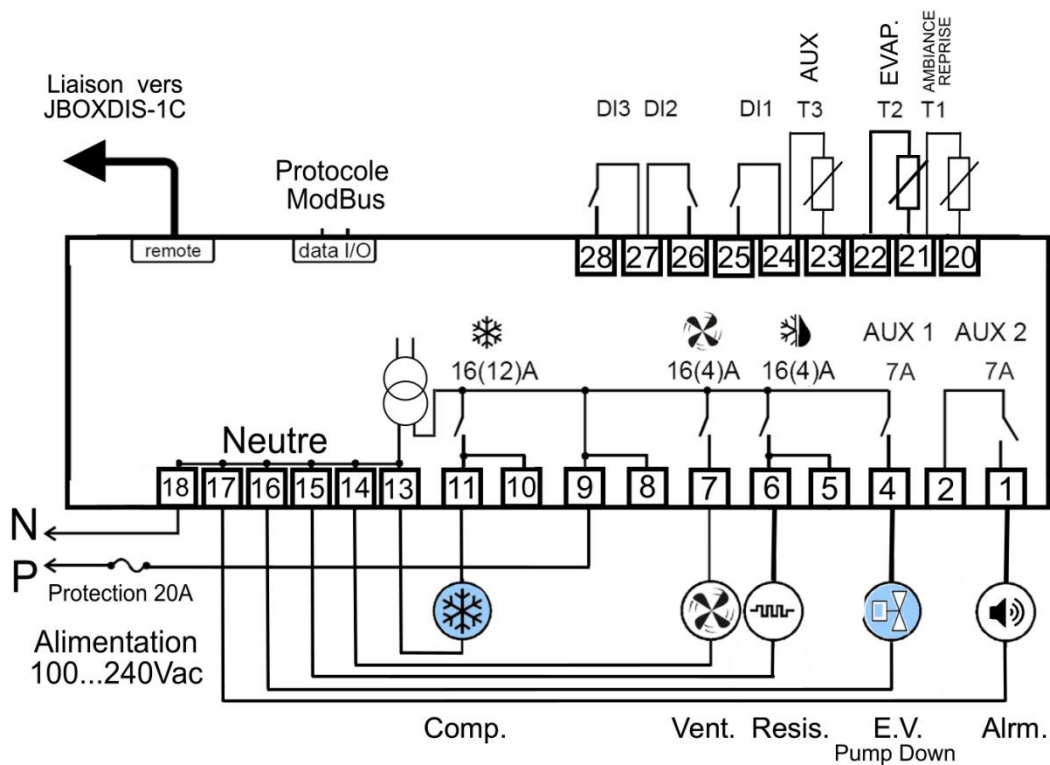 Liaison vers
JBOXDIS-1C
Protocole
ModBus
AUX
EVAP.
AMBIANCE
REPRISE
DI3 DI2 DI1 T3 T2 T1
remote
data I/O
28 27 26 25 24 23 22 21 20
AUX 1 AUX 2
16(12)A 16(4)A 16(4)A 7A 7A
Neutre
18 17 16 15 14 13 11 10 9 8 7 6 5 4 2 1
N
P
Protection 20A
Alimentation
100...240Vac
Comp. Vent. Resis. E.V. Alrm.
Pump Down